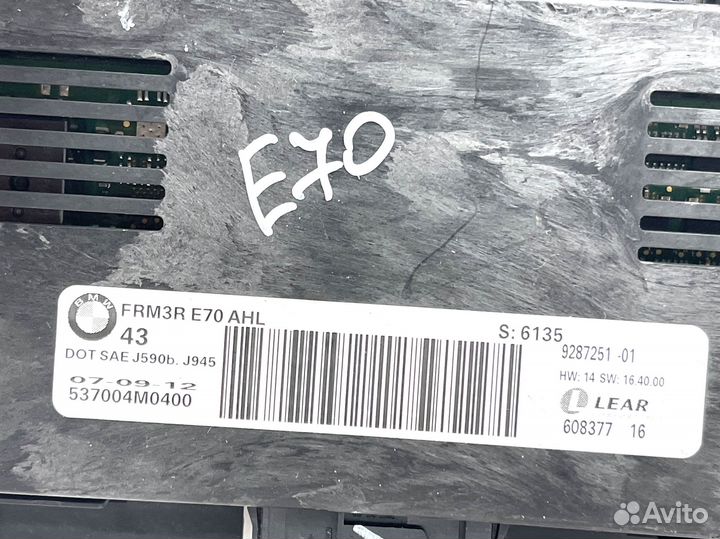 E70
BMW
FRM3R E70 AHL
43
DOT SAE J590b. J945
07-09-12
537004M0400
S: 6135
9287251 -01
HW: 14 SW: 16.40.00
LEAR
608377 16
Avito